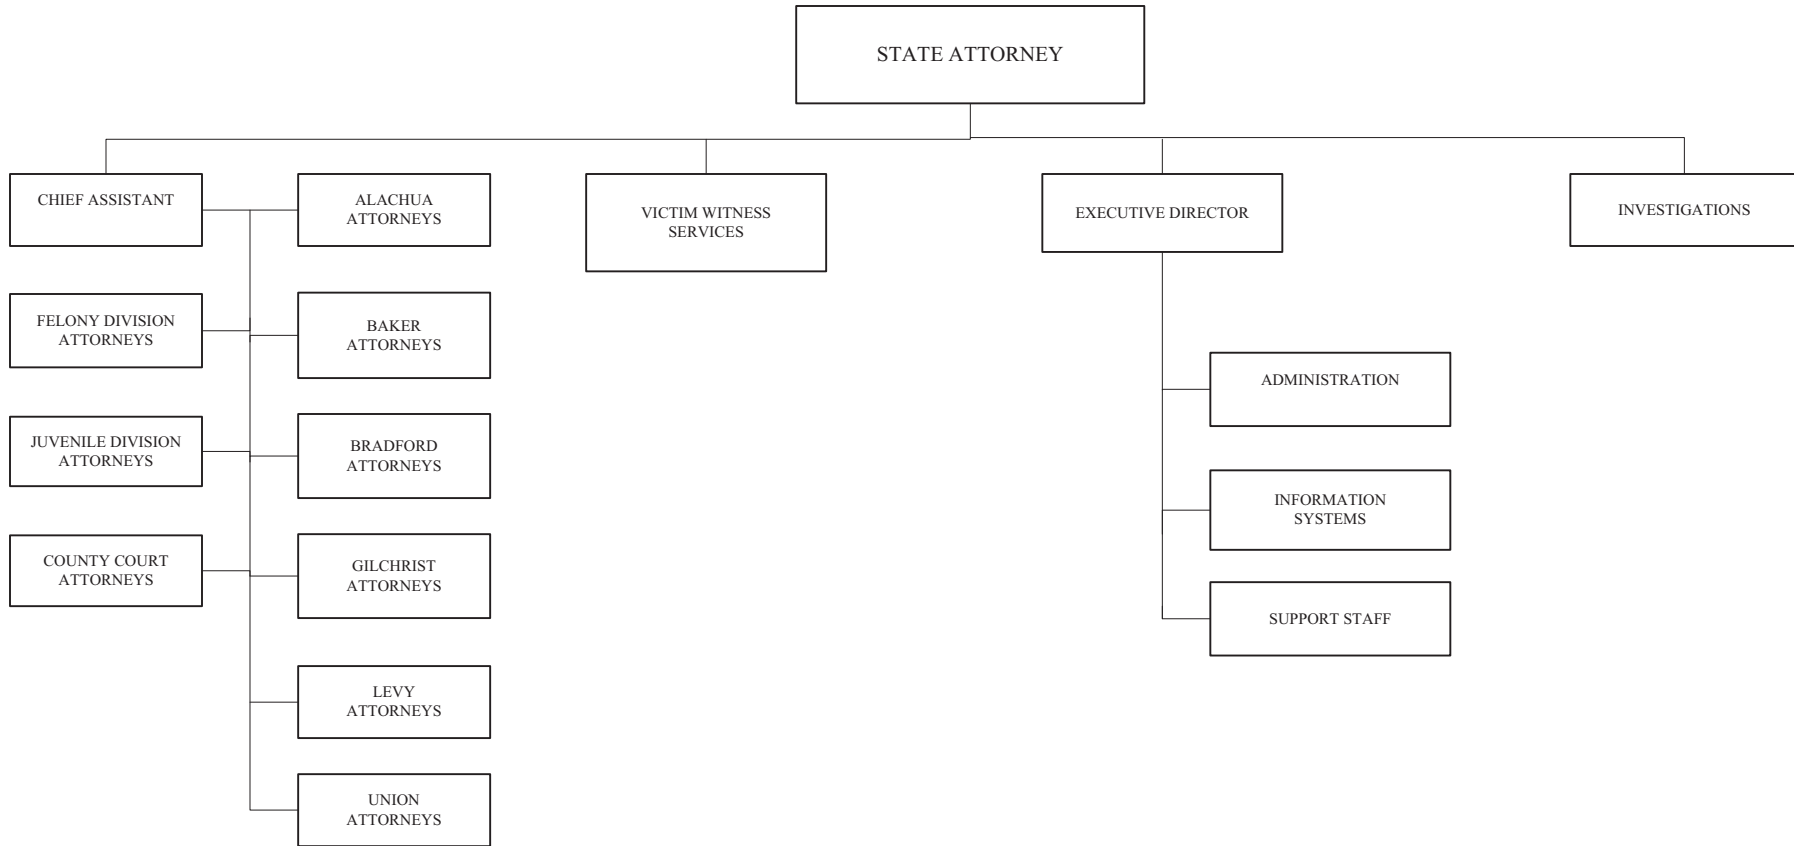 STATE ATTORNEY
CHIEF ASSISTANT
ALACHUA
ATTORNEYS
VICTIM WITNESS
SERVICES
EXECUTIVE DIRECTOR
INVESTIGATIONS
FELONY DIVISION
ATTORNEYS
BAKER
ATTORNEYS
ADMINISTRATION
JUVENILE DIVISION
ATTORNEYS
BRADFORD
ATTORNEYS
INFORMATION
SYSTEMS
COUNTY COURT
ATTORNEYS
GILCHRIST
ATTORNEYS
SUPPORT STAFF
LEVY
ATTORNEYS
UNION
ATTORNEYS